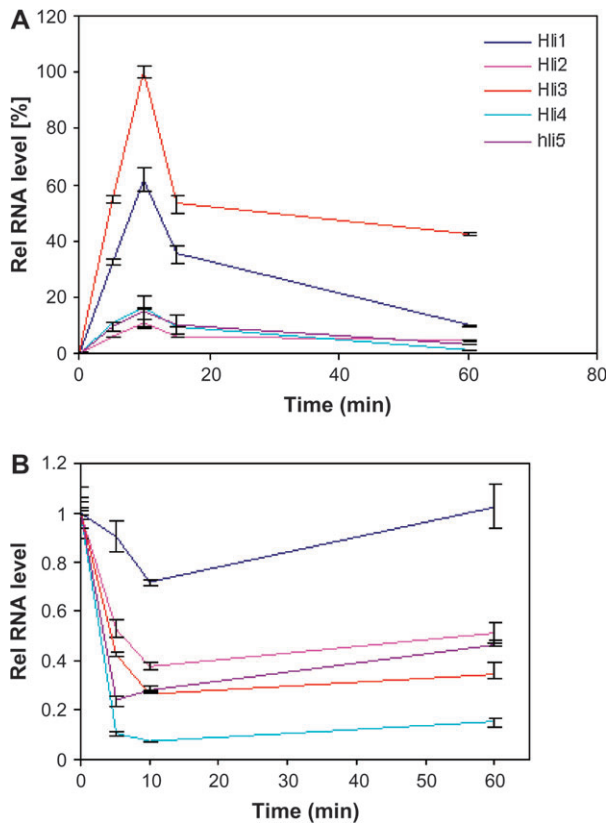 A
Rel RNA level [%]
120
100
80
60
40
20
0
0 20 40 60 80
Time (min)
Hli1
Hli2
Hli3
Hli4
hli5
B
Rel RNA level
1.2
1
0.8
0.6
0.4
0.2
0
0 10 20 30 40 50 60
Time (min)